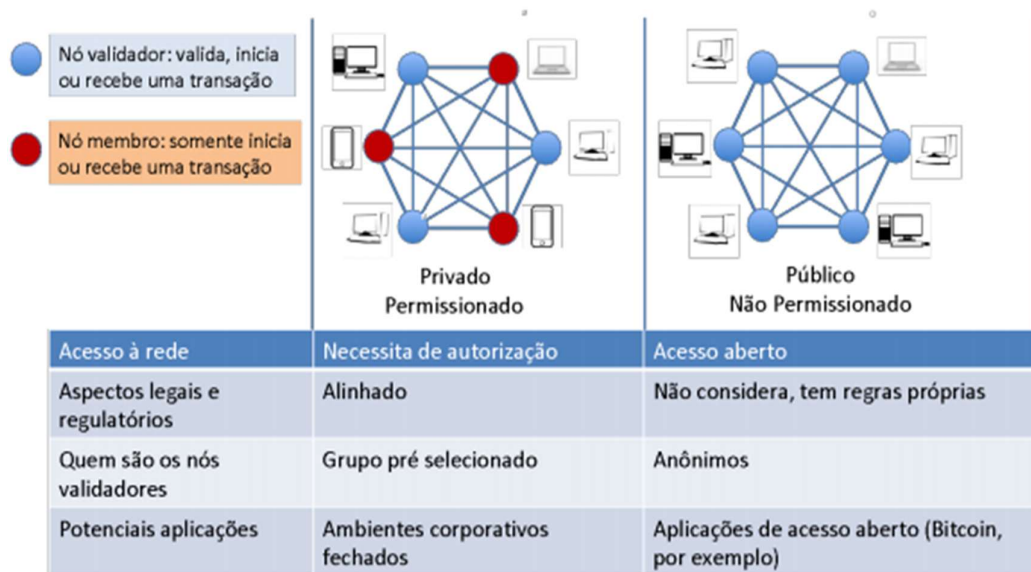 Nó validador: valida, inicia
ou recebe uma transação
Nó membro: somente inicia
ou recebe uma transação
Privado
Permissionado
Público
Não Permissionado
Acesso à rede
Necessita de autorização
Acesso aberto
Aspectos legais e
regulatórios
Alinhado
Não considera, tem regras próprias
Quem são os nós
validadores
Grupo pré selecionado
Anônimos
Potenciais aplicações
Ambientes corporativos
fechados
Aplicações de acesso aberto (Bitcoin,
por exemplo)